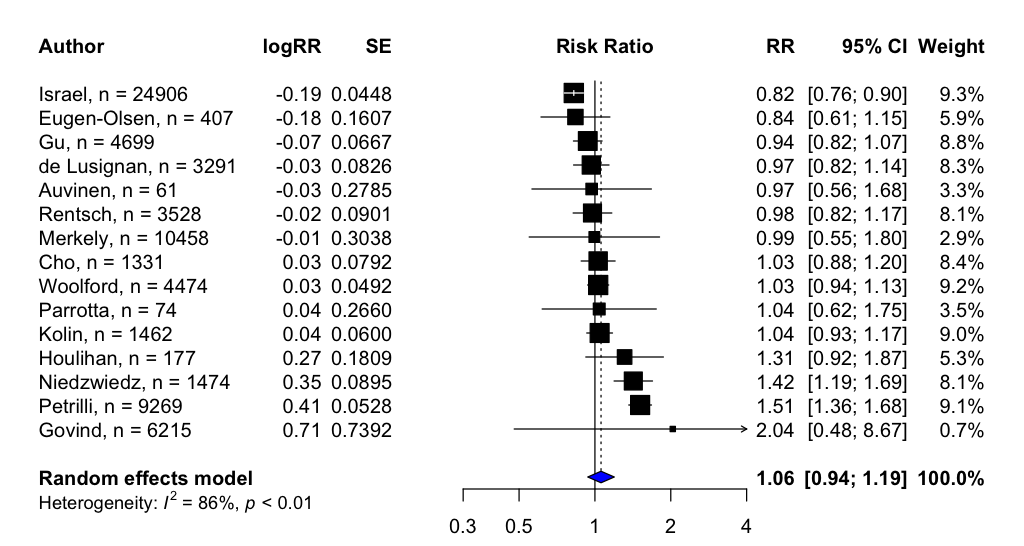 Author logRR SE Risk Ratio RR 95% CI Weight
Israel, n = 24906 -0.19 0.0448 0.82 [0.76; 0.90] 9.3%
Eugen-Olsen, n = 407 -0.18 0.1607 0.84 [0.61; 1.15] 5.9%
Gu, n = 4699 -0.07 0.0667 0.94 [0.82; 1.07] 8.8%
de Lusignan, n = 3291 -0.03 0.0826 0.97 [0.82; 1.14] 8.3%
Auvinen, n = 61 -0.03 0.2785 0.97 [0.56; 1.68] 3.3%
Rentsch, n = 3528 -0.02 0.0901 0.98 [0.82; 1.17] 8.1%
Merkely, n = 10458 -0.01 0.3038 0.99 [0.55; 1.80] 2.9%
Cho, n = 1331 0.03 0.0792 1.03 [0.88; 1.20] 8.4%
Woolford, n = 4474 0.03 0.0492 1.03 [0.94; 1.13] 9.2%
Parrotta, n = 74 0.04 0.2660 1.04 [0.62; 1.75] 3.5%
Kolin, n = 1462 0.04 0.0600 1.04 [0.93; 1.17] 9.0%
Houlihan, n = 177 0.27 0.1809 1.31 [0.92; 1.87] 5.3%
Niedzwiedz, n = 1474 0.35 0.0895 1.42 [1.19; 1.69] 8.1%
Petrilli, n = 9269 0.41 0.0528 1.51 [1.36; 1.68] 9.1%
Govind, n = 6215 0.71 0.7392 2.04 [0.48; 8.67] 0.7%
Random effects model 1.06 [0.94; 1.19] 100.0%
Heterogeneity: I² = 86%, p < 0.01
0.3 0.5 1 2 4